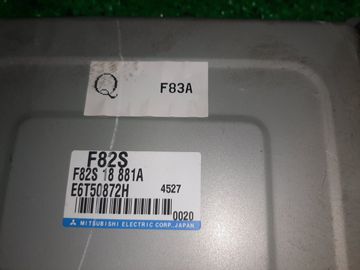 Q F83A
F82S
F82S 18 881A
E6T50872H 4527
0020
MITSUBISHI ELECTRIC CORP., JAPAN